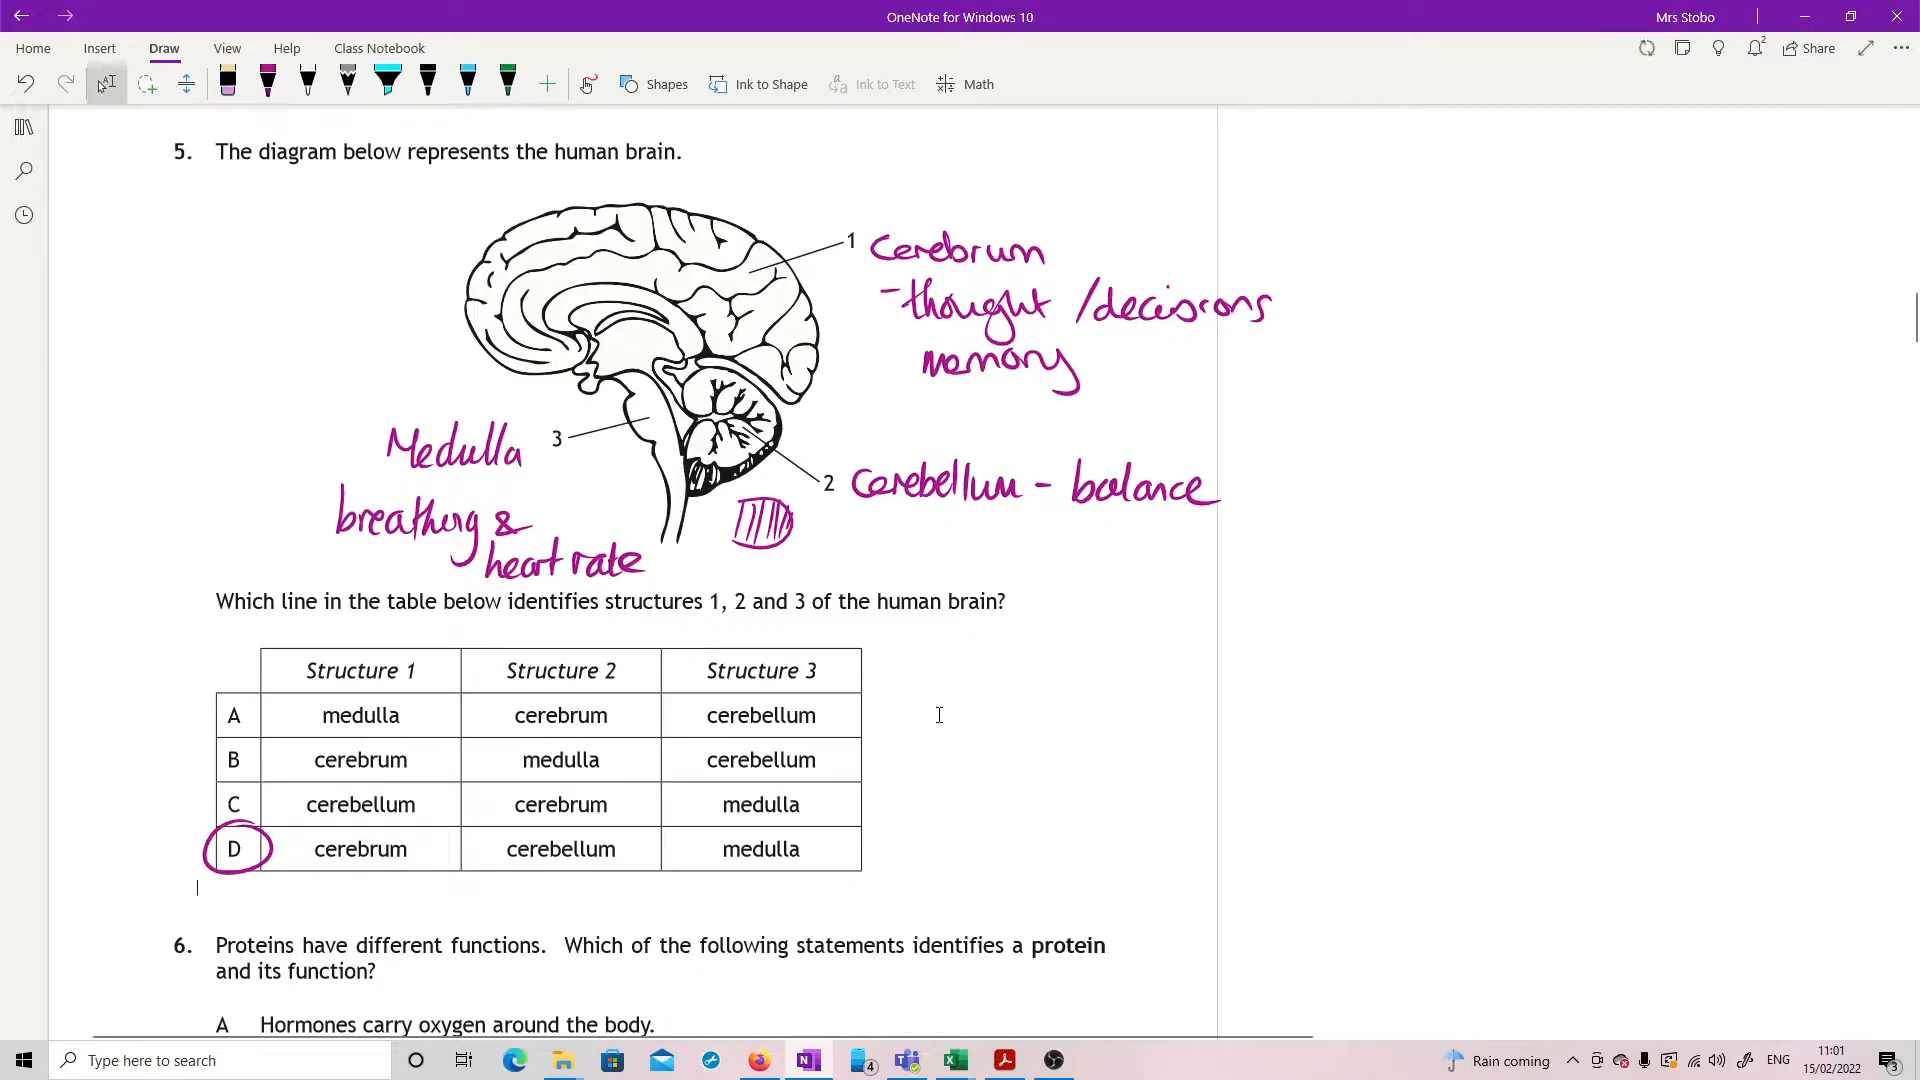 OneNote for Windows 10
Mrs Stobo
Home Insert Draw View Help Class Notebook
2
Share
Shapes
Ink to Shape
Ink to Text
Math
5. The diagram below represents the human brain.
1 Cerebrum
- thought / decisions
memory
Medulla 3
2 Cerebellum - balance
breathing &
heart rate
Which line in the table below identifies structures 1, 2 and 3 of the human brain?
Structure 1 Structure 2 Structure 3
A medulla cerebrum cerebellum
B cerebrum medulla cerebellum
C cerebellum cerebrum medulla
D cerebrum cerebellum medulla
6. Proteins have different functions. Which of the following statements identifies a protein
and its function?
A Hormones carry oxygen around the body.
Type here to search
4
Rain coming
ENG
11:01
15/02/2022
3